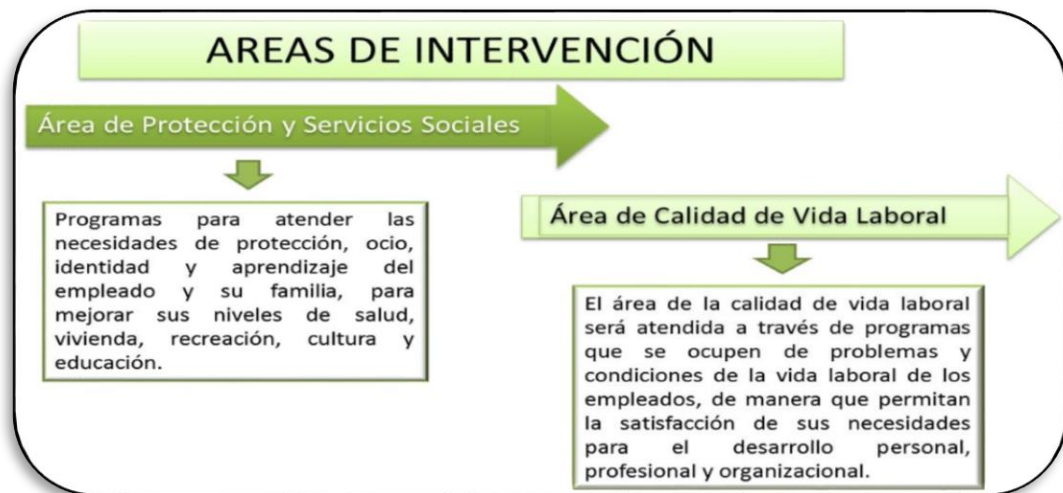 AREAS DE INTERVENCIÓN
Área de Protección y Servicios Sociales
Programas para atender las
necesidades de protección, ocio,
identidad y aprendizaje del
empleado y su familia, para
mejorar sus niveles de salud,
vivienda, recreación, cultura y
educación.
Área de Calidad de Vida Laboral
El área de la calidad de vida laboral
será atendida a través de programas
que se ocupen de problemas y
condiciones de la vida laboral de los
empleados, de manera que permitan
la satisfacción de sus necesidades
para el desarrollo personal,
profesional y organizacional.